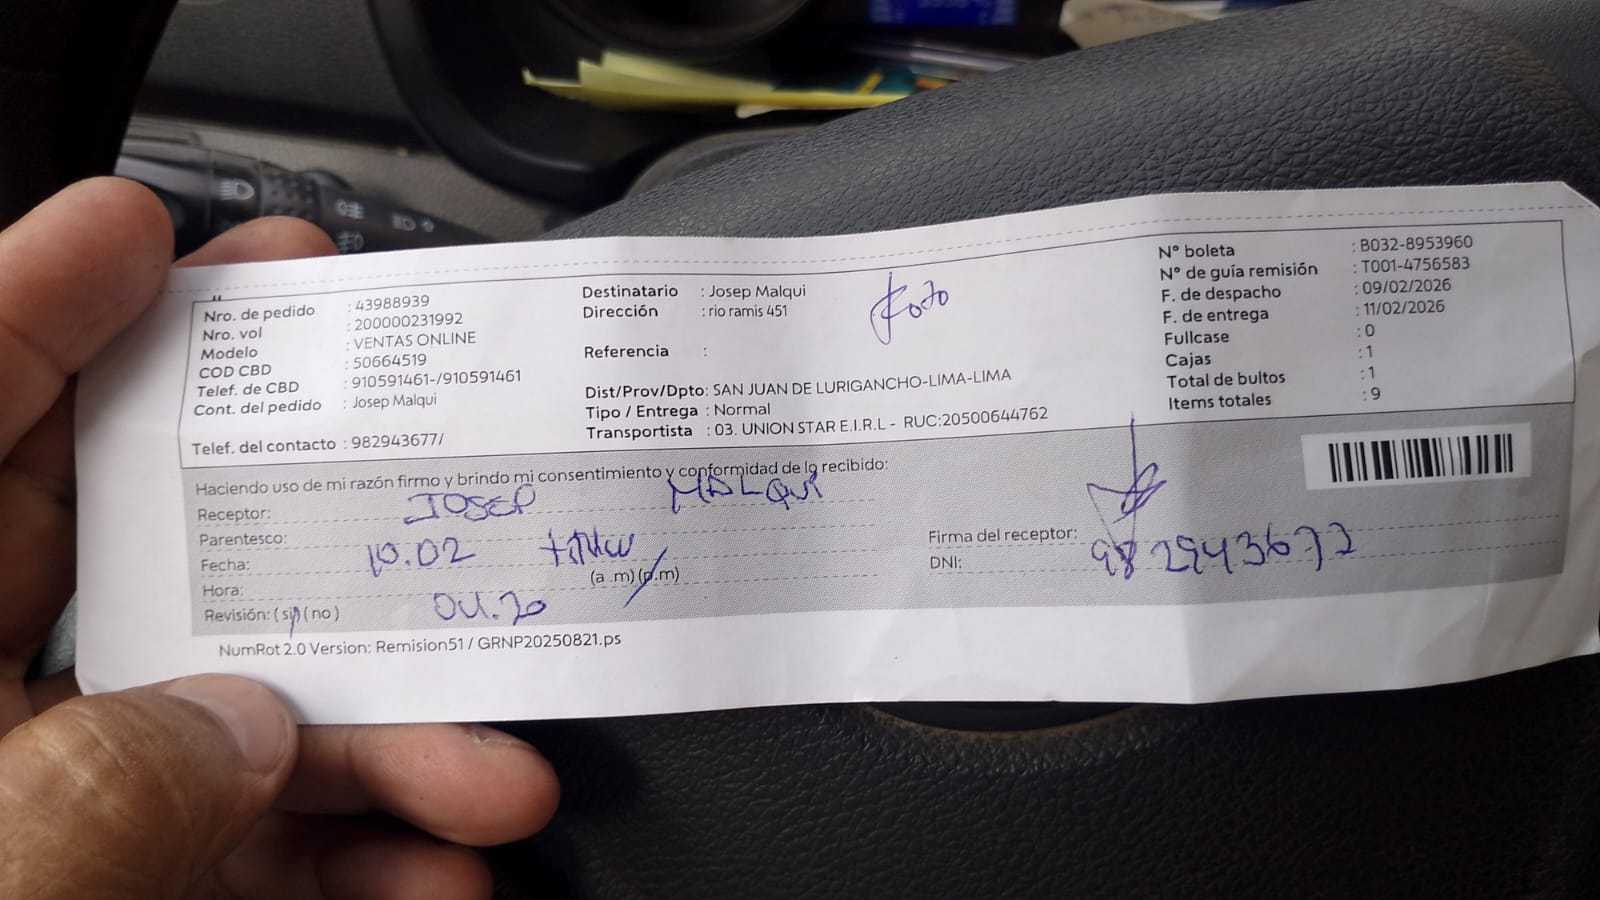 Nro. de pedido : 43988939
Nro. vol : 200000231992
Modelo : VENTAS ONLINE
COD CBD : 50664519
Telef. de CBD : 910591461-/910591461
Cont. del pedido : Josep Malqui
Telef. del contacto : 982943677/
Destinatario : Josep Malqui
Dirección : rio ramis 451
Foto
Referencia :
Dist/Prov/Dpto: SAN JUAN DE LURIGANCHO-LIMA-LIMA
Tipo / Entrega : Normal
Transportista : 03. UNION STAR E.I.R.L - RUC:20500644762
N° boleta : B032-8953960
N° de guía remisión : T001-4756583
F. de despacho : 09/02/2026
F. de entrega : 11/02/2026
Fullcase : 0
Cajas : 1
Total de bultos : 1
Items totales : 9
Haciendo uso de mi razón firmo y brindo mi consentimiento y conformidad de lo recibido:
Receptor: JOSEP MALQUI
Parentesco:
Fecha: 10.02 titular
Hora: (a .m) (p.m)
Revisión: ( si ) ( no ) 04.20
Firma del receptor:
DNI: 982943677
NumRot 2.0 Version: Remision51 / GRNP20250821.ps